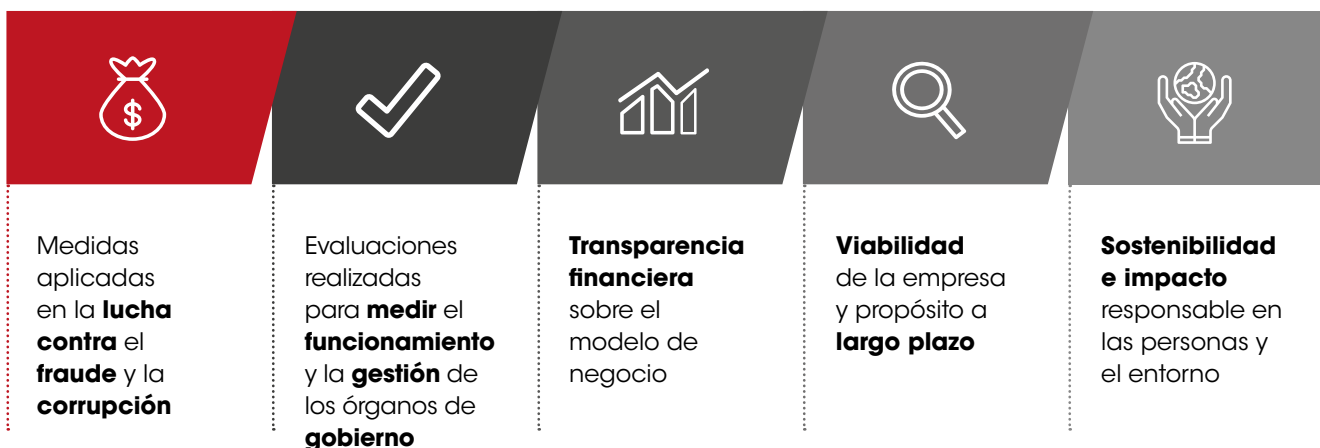 $
Medidas
aplicadas
en la lucha
contra el
fraude y la
corrupción
Evaluaciones
realizadas
para medir el
funcionamiento
y la gestión de
los órganos de
gobierno
Transparencia
financiera
sobre el
modelo de
negocio
Viabilidad
de la empresa
y propósito a
largo plazo
Sostenibilidad
e impacto
responsable en
las personas y
el entorno